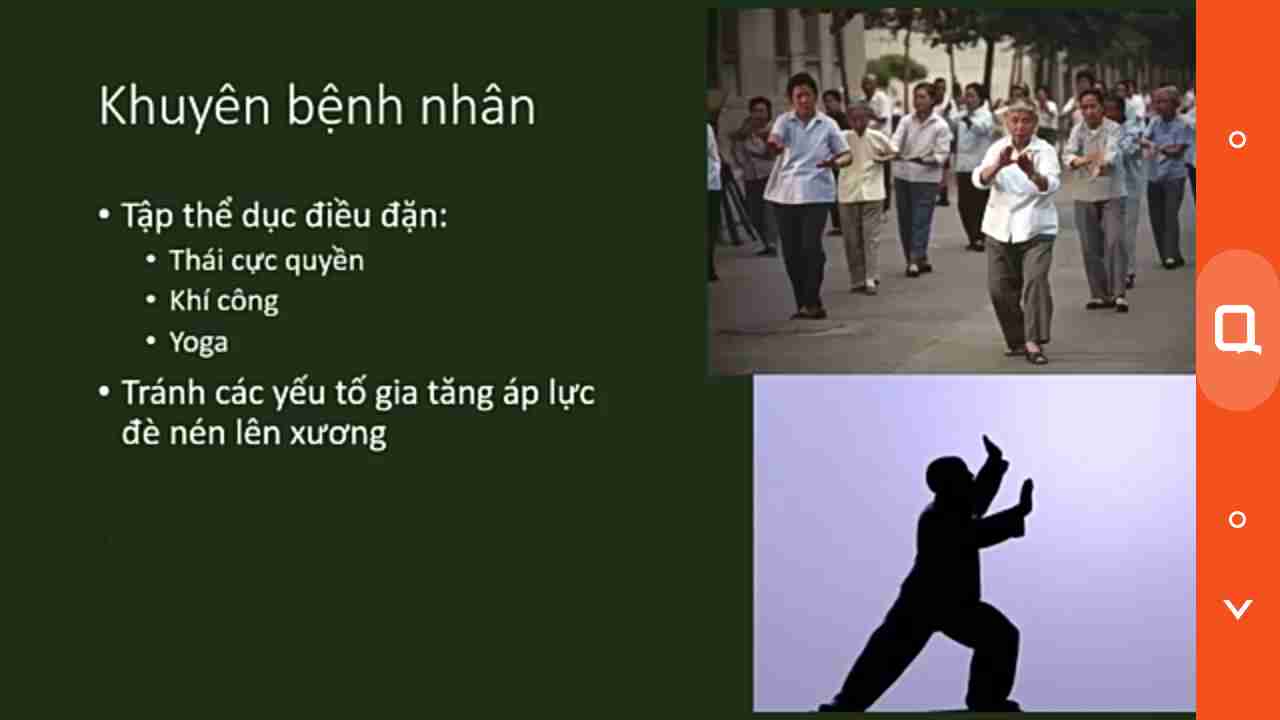 Khuyên bệnh nhân
• Tập thể dục điều đặn:
• Thái cực quyền
• Khí công
• Yoga
• Tránh các yếu tố gia tăng áp lực
đè nén lên xương